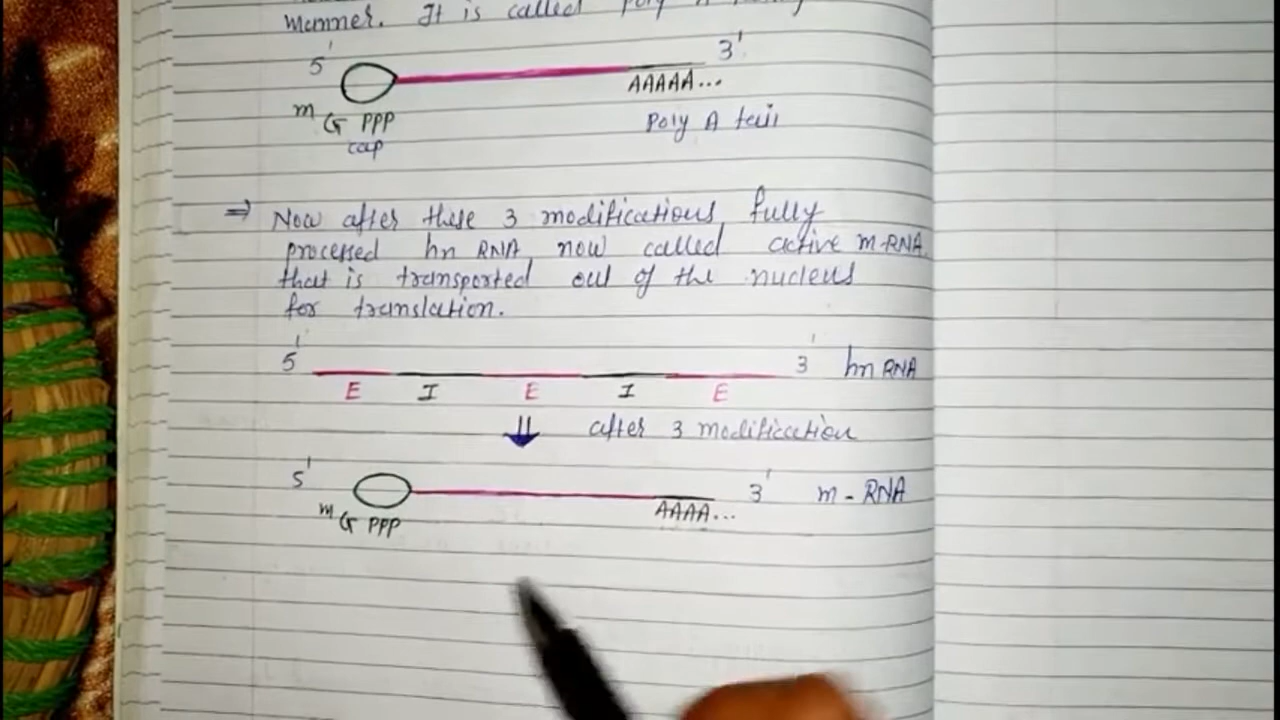 manner. It is called Poly A
5' 3'
AAAAA...
m G PPP
cap
Poly A tail
⇒ Now after these 3 modifications, fully
processed hn RNA, now called active m-RNA.
that is transported out of the nucleus
for translation.
5' 3' hn RNA
E I E I E
⇓ after 3 modification
5' 3' m - RNA
m G PPP AAAA...